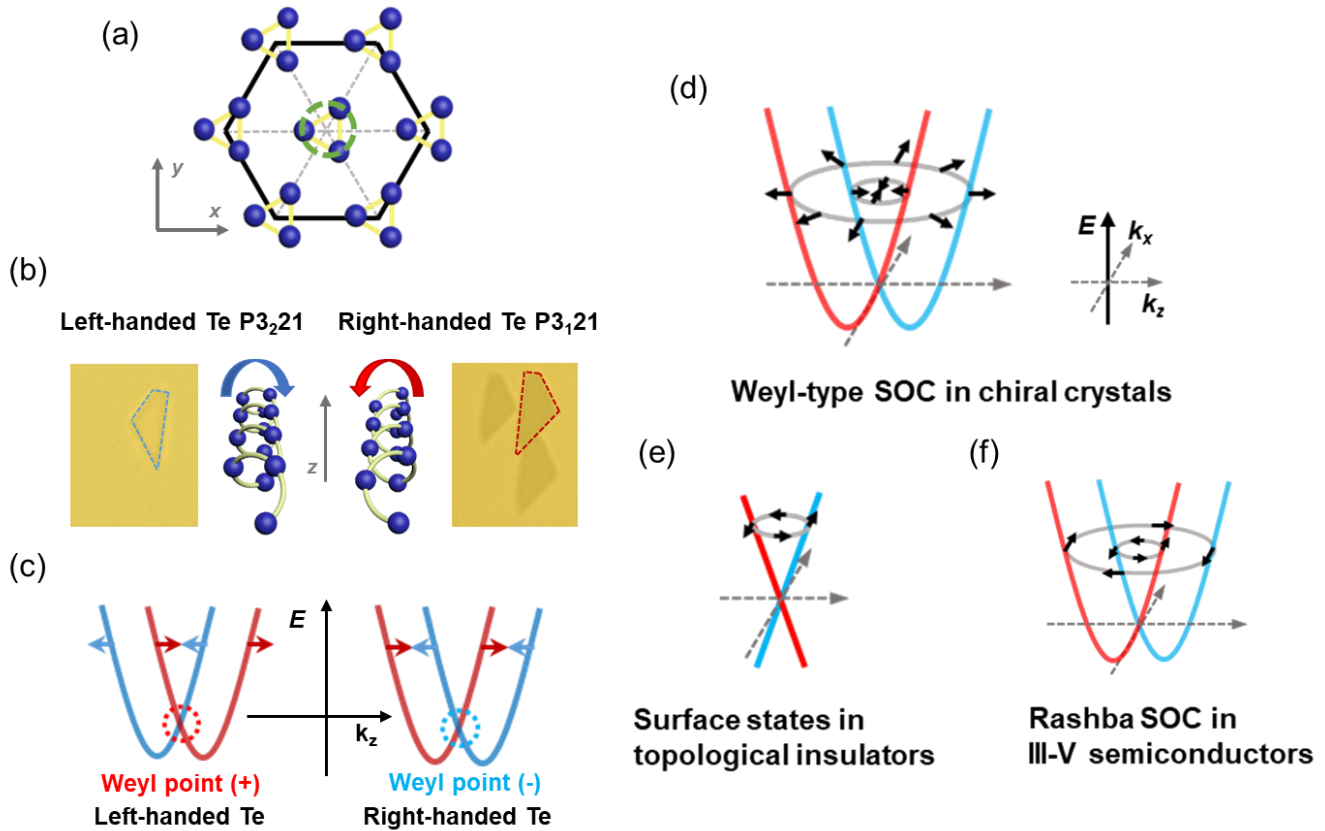 (a)
y
x
(b)
Left-handed Te P3₂21
Right-handed Te P3₁21
z
(c)
E
k_z
Weyl point (+)
Left-handed Te
Weyl point (-)
Right-handed Te
(d)
E
k_x
k_z
Weyl-type SOC in chiral crystals
(e)
Surface states in
topological insulators
(f)
Rashba SOC in
III-V semiconductors